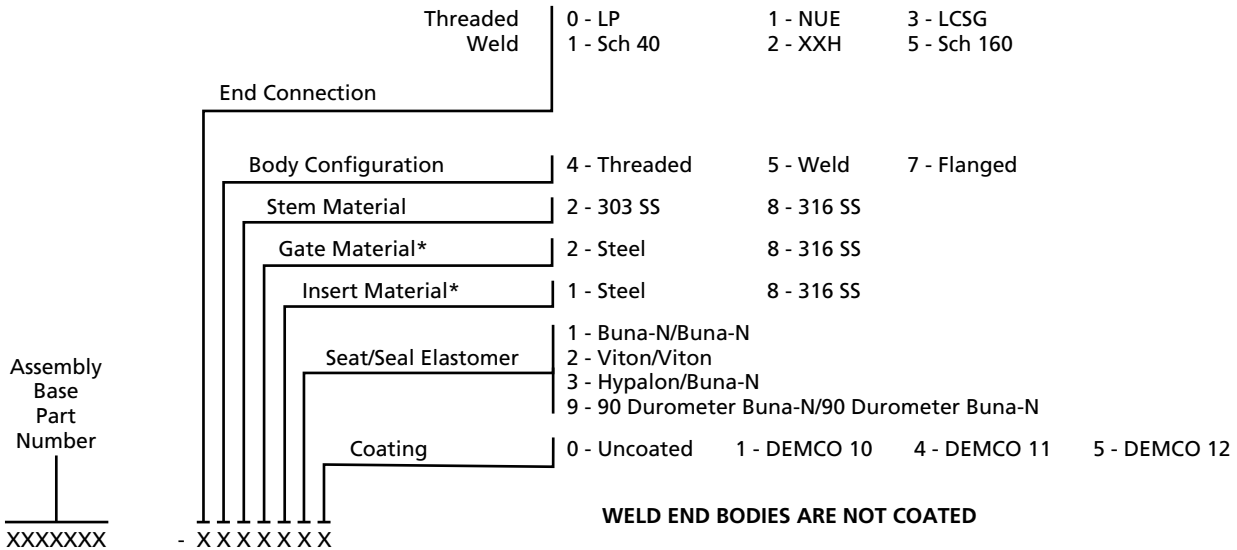 Threaded 0 - LP 1 - NUE 3 - LCSG
Weld 1 - Sch 40 2 - XXH 5 - Sch 160
End Connection
Body Configuration 4 - Threaded 5 - Weld 7 - Flanged
Stem Material 2 - 303 SS 8 - 316 SS
Gate Material* 2 - Steel 8 - 316 SS
Insert Material* 1 - Steel 8 - 316 SS
1 - Buna-N/Buna-N
Seat/Seal Elastomer 2 - Viton/Viton
3 - Hypalon/Buna-N
9 - 90 Durometer Buna-N/90 Durometer Buna-N
Assembly
Base
Part
Number
Coating 0 - Uncoated 1 - DEMCO 10 4 - DEMCO 11 5 - DEMCO 12
WELD END BODIES ARE NOT COATED
XXXXXXX - X X X X X X X